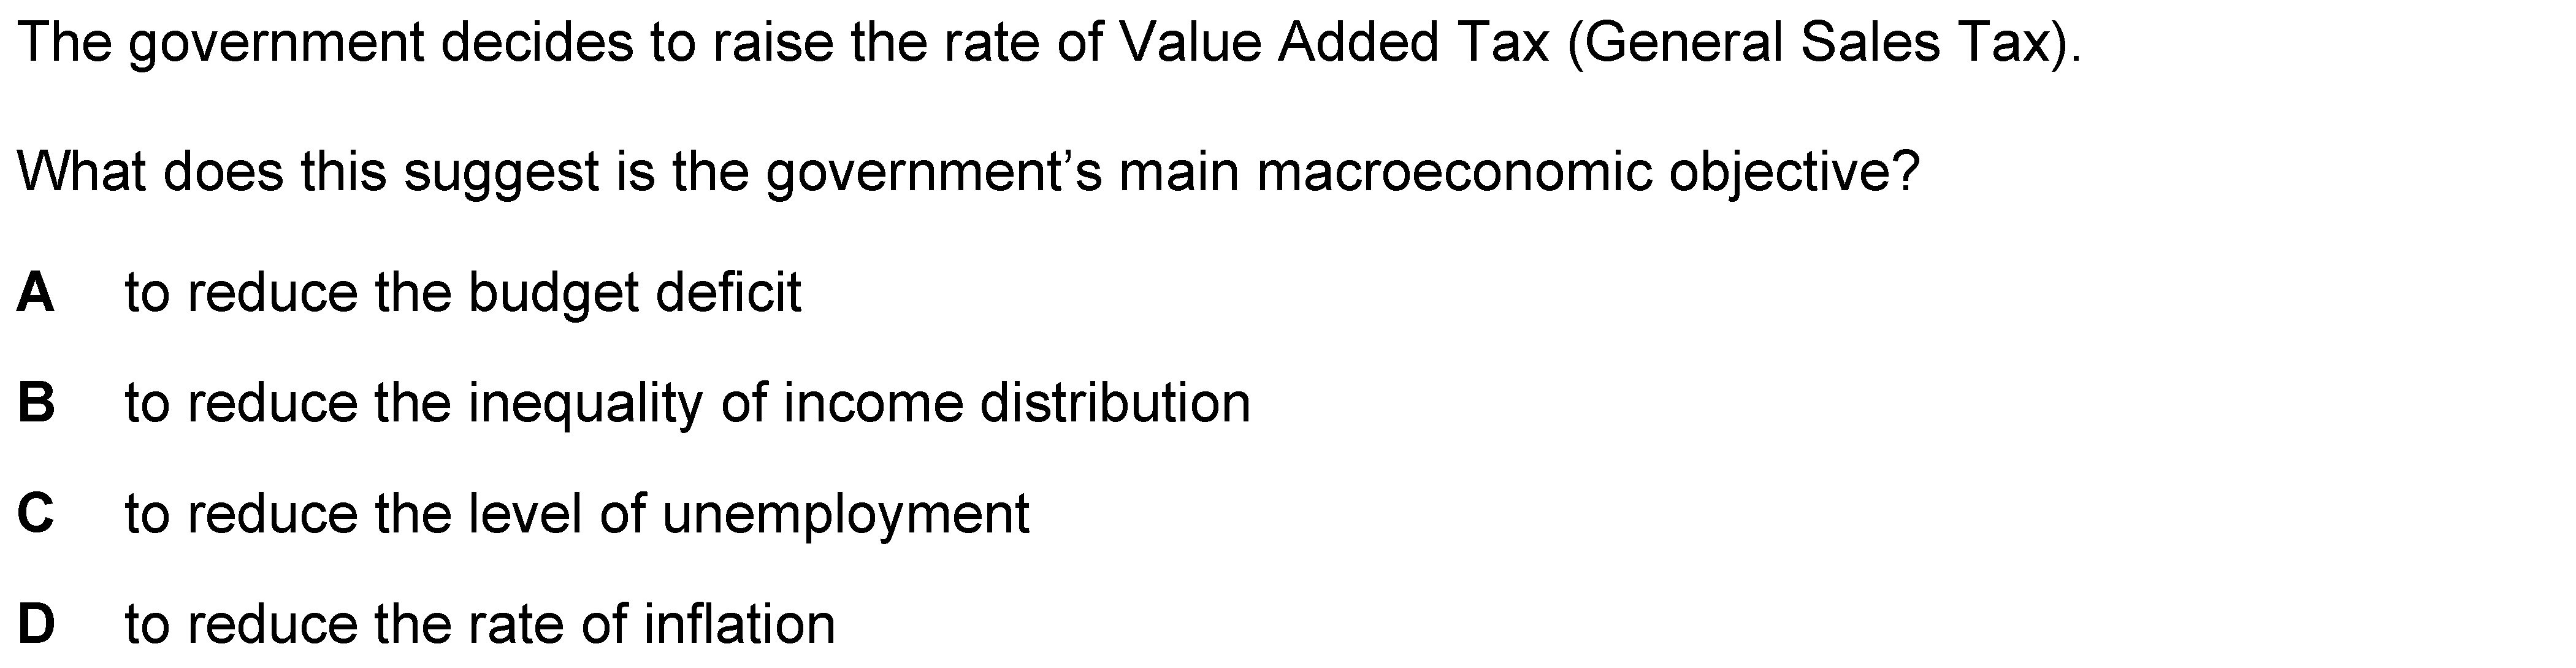 The government decides to raise the rate of Value Added Tax (General Sales Tax).
What does this suggest is the government’s main macroeconomic objective?
A to reduce the budget deficit
B to reduce the inequality of income distribution
C to reduce the level of unemployment
D to reduce the rate of inflation